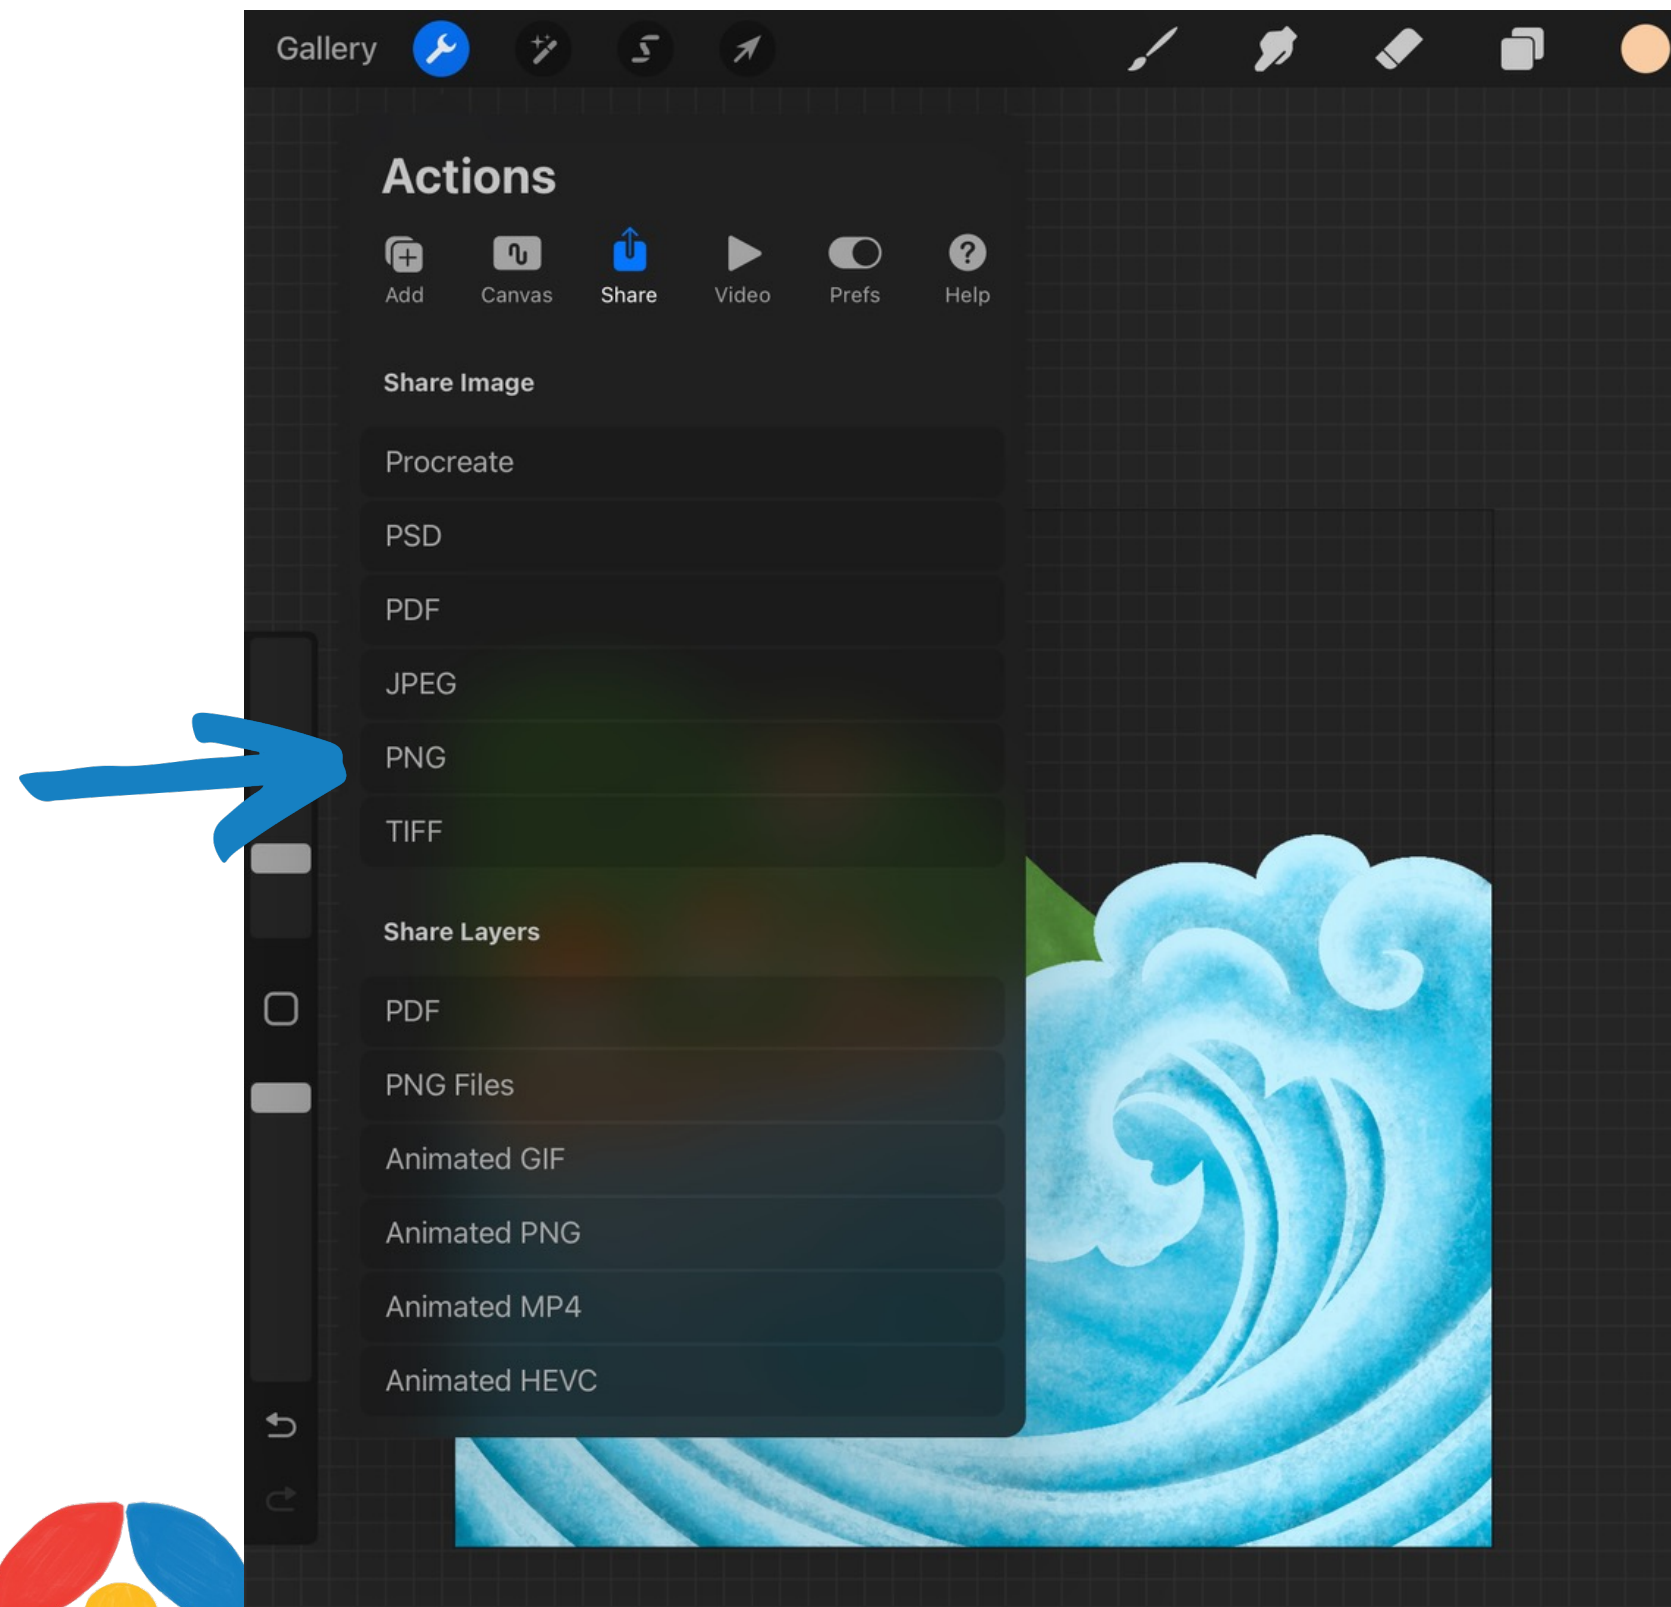 Gallery
Actions
Add Canvas Share Video Prefs Help
Share Image
Procreate
PSD
PDF
JPEG
PNG
TIFF
Share Layers
PDF
PNG Files
Animated GIF
Animated PNG
Animated MP4
Animated HEVC